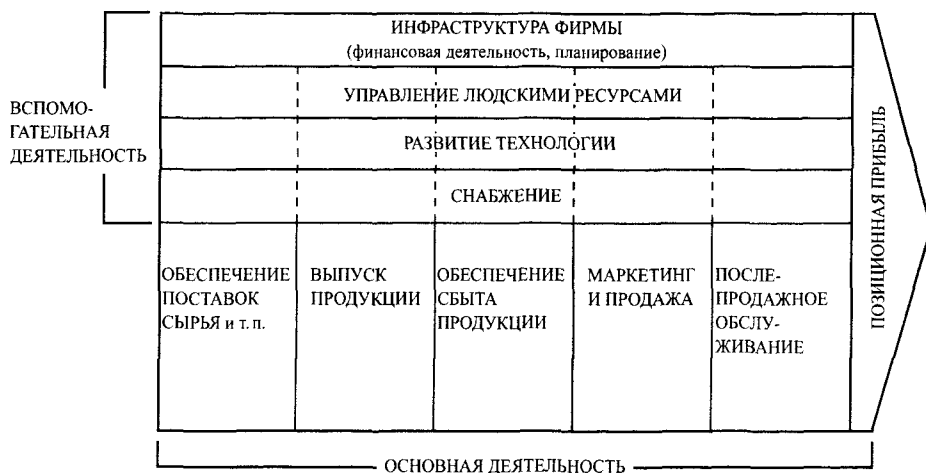 ИНФРАСТРУКТУРА ФИРМЫ
(финансовая деятельность, планирование)
УПРАВЛЕНИЕ ЛЮДСКИМИ РЕСУРСАМИ
РАЗВИТИЕ ТЕХНОЛОГИИ
СНАБЖЕНИЕ
ВСПОМО-
ГАТЕЛЬНАЯ
ДЕЯТЕЛЬНОСТЬ
ОБЕСПЕЧЕНИЕ
ПОСТАВОК
СЫРЬЯ и т. п.
ВЫПУСК
ПРОДУКЦИИ
ОБЕСПЕЧЕНИЕ
СБЫТА
ПРОДУКЦИИ
МАРКЕТИНГ
И ПРОДАЖА
ПОСЛЕ-
ПРОДАЖНОЕ
ОБСЛУ-
ЖИВАНИЕ
ПОЗИЦИОННАЯ ПРИБЫЛЬ
ОСНОВНАЯ ДЕЯТЕЛЬНОСТЬ